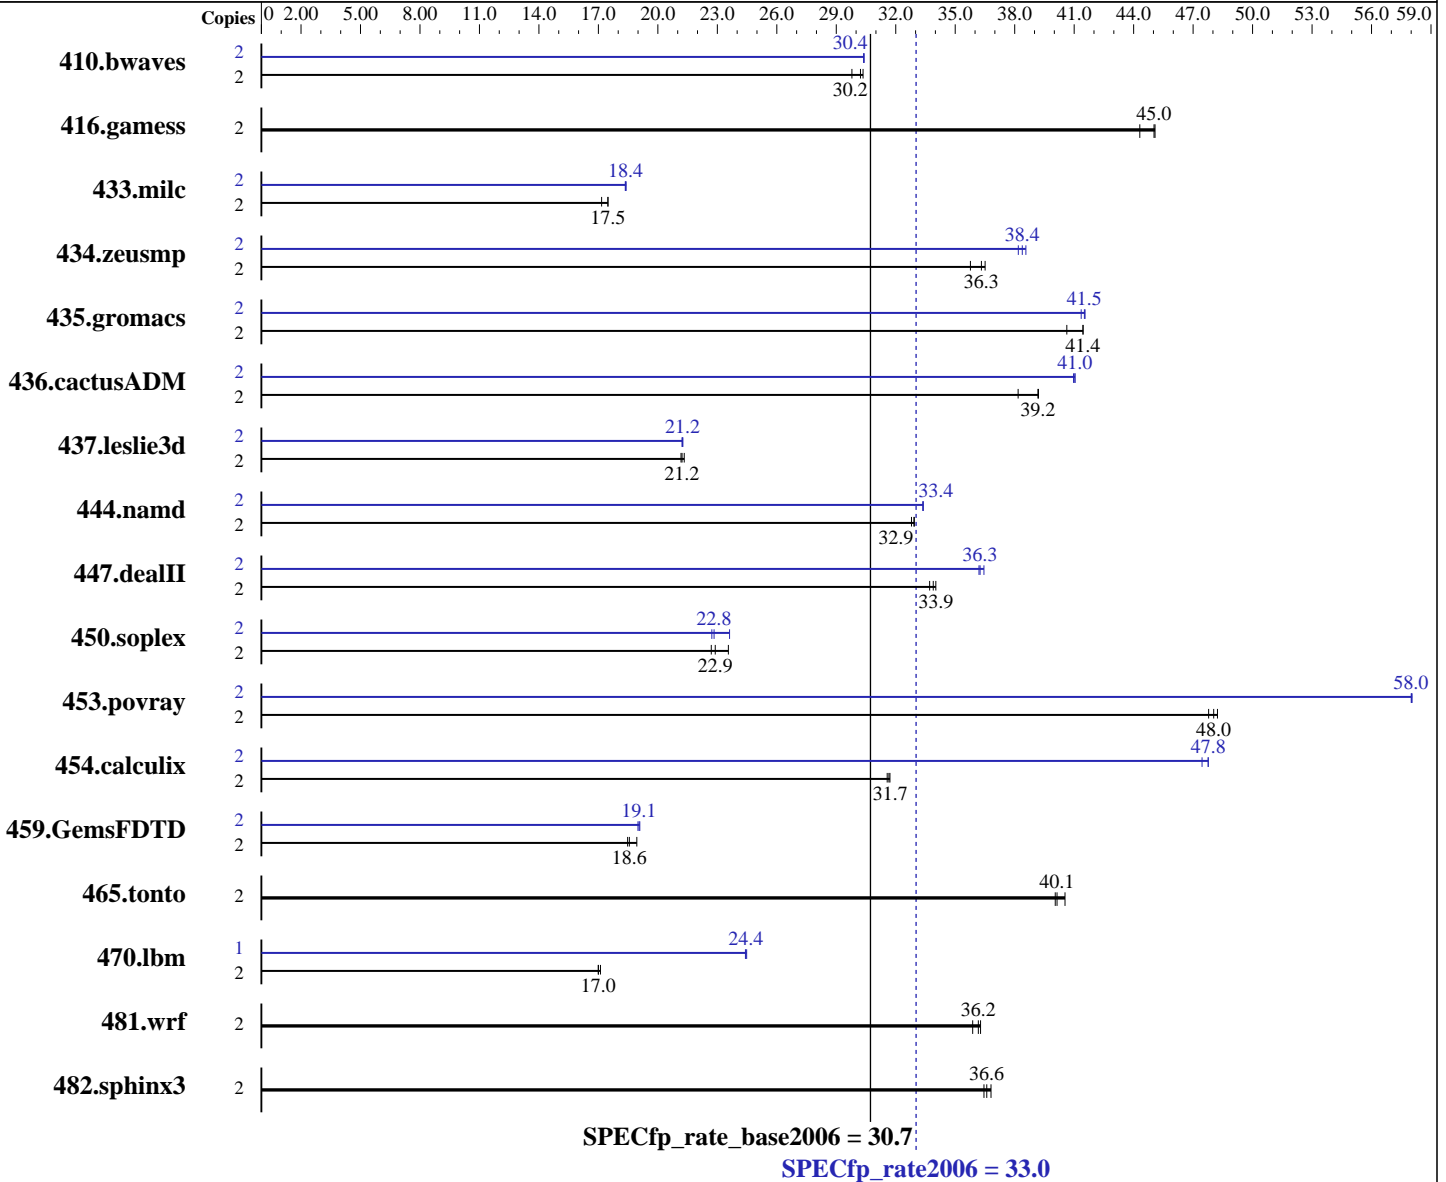 Copies 0 2.00 5.00 8.00 11.0 14.0 17.0 20.0 23.0 26.0 29.0 32.0 35.0 38.0 41.0 44.0 47.0 50.0 53.0 56.0 59.0
410.bwaves 2 30.4
2 30.2
416.gamess 2 45.0
433.milc 2 18.4
2 17.5
434.zeusmp 2 38.4
2 36.3
435.gromacs 2 41.5
2 41.4
436.cactusADM 2 41.0
2 39.2
437.leslie3d 2 21.2
2 21.2
444.namd 2 33.4
2 32.9
447.dealII 2 36.3
2 33.9
450.soplex 2 22.8
2 22.9
453.povray 2 58.0
2 48.0
454.calculix 2 47.8
2 31.7
459.GemsFDTD 2 19.1
2 18.6
465.tonto 2 40.1
470.lbm 1 24.4
2 17.0
481.wrf 2 36.2
482.sphinx3 2 36.6
SPECfp_rate_base2006 = 30.7
SPECfp_rate2006 = 33.0